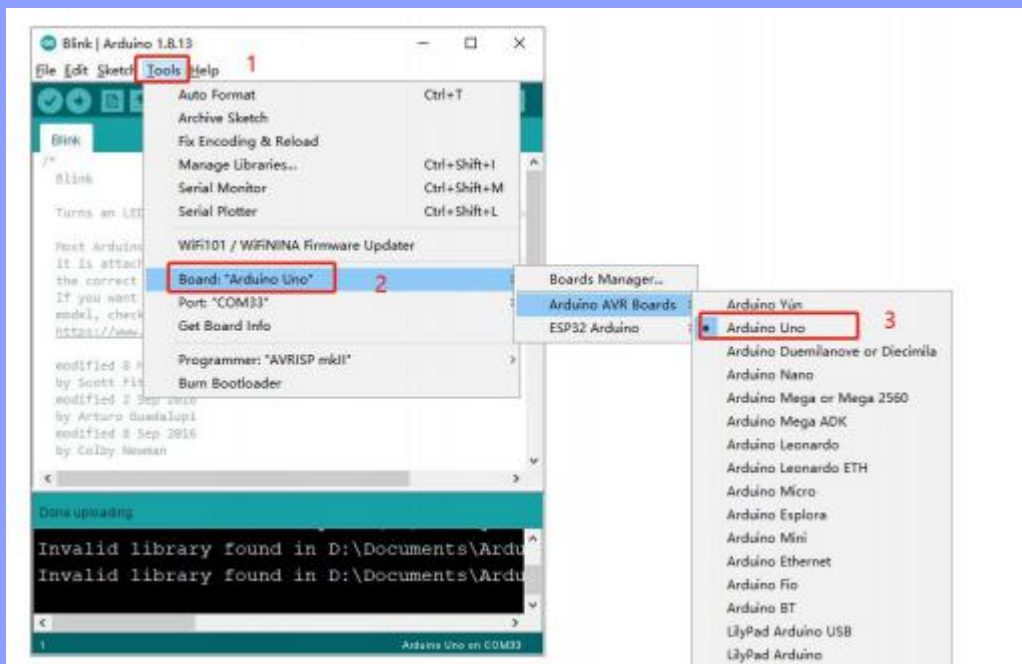 Blink | Arduino 1.8.13
File Edit Sketch Tools Help
1
Auto Format Ctrl+T
Archive Sketch
Fix Encoding & Reload
Manage Libraries... Ctrl+Shift+I
Serial Monitor Ctrl+Shift+M
Serial Plotter Ctrl+Shift+L
WiFi101 / WiFiNINA Firmware Updater
Board: "Arduino Uno"
2
Port: "COM33"
Get Board Info
Programmer: "AVRISP mkII"
Burn Bootloader
Boards Manager...
Arduino AVR Boards
ESP32 Arduino
Arduino Yún
Arduino Uno
3
Arduino Duemilanove or Diecimila
Arduino Nano
Arduino Mega or Mega 2560
Arduino Mega ADK
Arduino Leonardo
Arduino Leonardo ETH
Arduino Micro
Arduino Esplora
Arduino Mini
Arduino Ethernet
Arduino Fio
Arduino BT
LilyPad Arduino USB
LilyPad Arduino
Blink
/*
Blink
Turns an LED
Most Arduino
it is attach
the correct
If you want
model, check
https://www.
modified 8 M
by Scott Fit
modified 2 Sep 2016
by Arturo Guadalupi
modified 8 Sep 2016
by Colby Newman
Done uploading
Invalid library found in D:\Documents\Ardu
Invalid library found in D:\Documents\Ardu
1 Arduino Uno on COM33